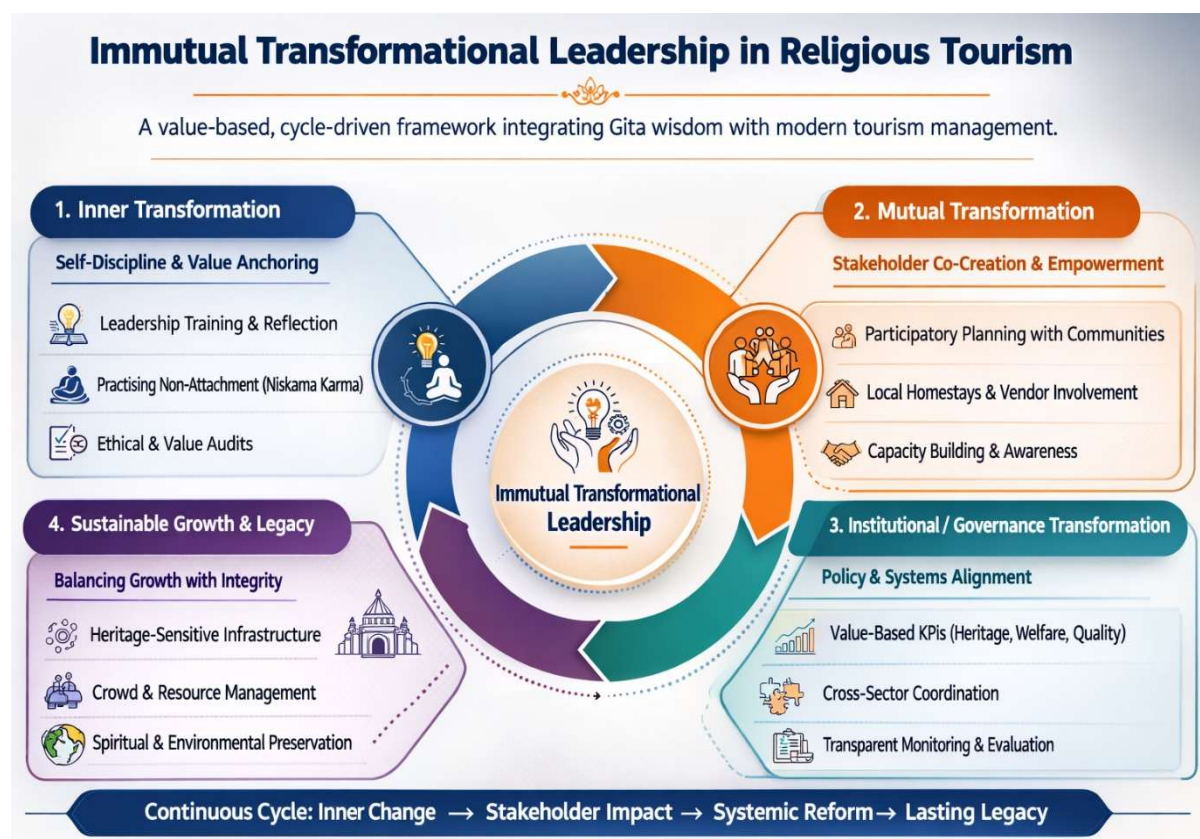 Immutual Transformational Leadership in Religious Tourism
A value-based, cycle-driven framework integrating Gita wisdom with modern tourism management.
1. Inner Transformation
Self-Discipline & Value Anchoring
Leadership Training & Reflection
Practising Non-Attachment (Niskama Karma)
Ethical & Value Audits
2. Mutual Transformation
Stakeholder Co-Creation & Empowerment
Participatory Planning with Communities
Local Homestays & Vendor Involvement
Capacity Building & Awareness
Immutual Transformational
Leadership
3. Institutional / Governance Transformation
Policy & Systems Alignment
Value-Based KPIs (Heritage, Welfare, Quality)
Cross-Sector Coordination
Transparent Monitoring & Evaluation
4. Sustainable Growth & Legacy
Balancing Growth with Integrity
Heritage-Sensitive Infrastructure
Crowd & Resource Management
Spiritual & Environmental Preservation
Continuous Cycle: Inner Change → Stakeholder Impact → Systemic Reform → Lasting Legacy